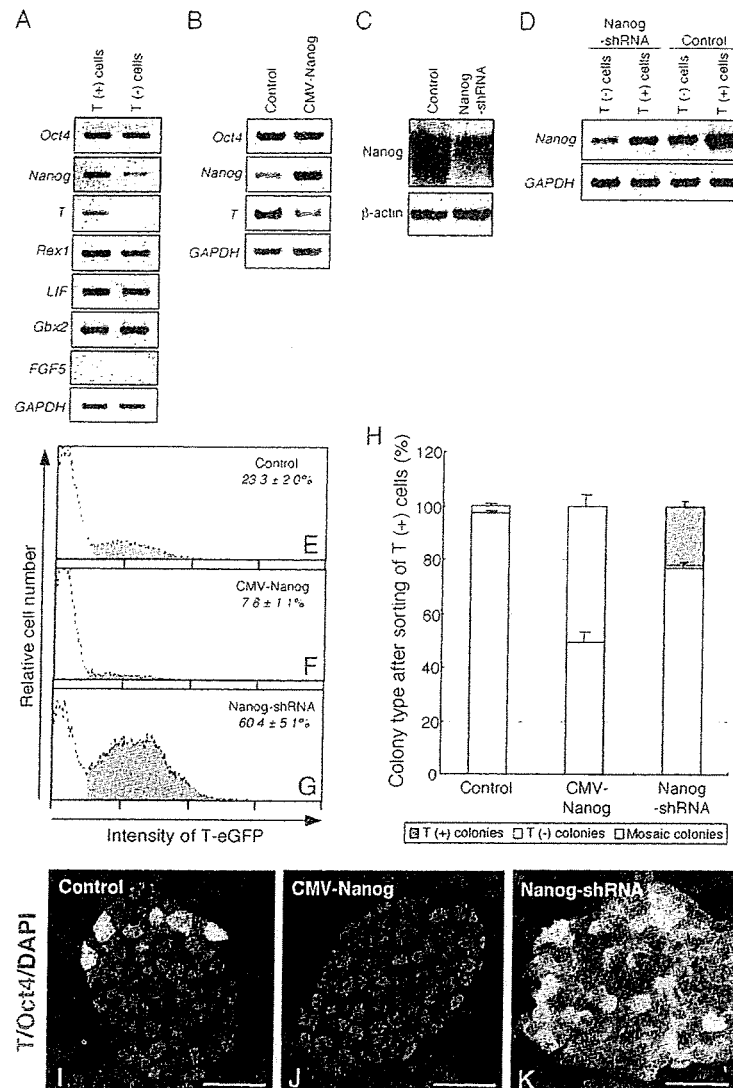 A
T (+) cells
T (-) cells
Oct4
Nanog
T
Rex1
LIF
Gbx2
FGF5
GAPDH
B
Control
CMV-Nanog
Oct4
Nanog
T
GAPDH
C
Control
Nanog
-shRNA
Nanog
β-actin
D
Nanog
-shRNA
Control
T (-) cells
T (+) cells
T (-) cells
T (+) cells
Nanog
GAPDH
Relative cell number
Control
23.3 ± 2.0%
E
CMV-Nanog
7.6 ± 1.1%
F
Nanog-shRNA
60.4 ± 5.1%
G
Intensity of T-eGFP
H
Colony type after sorting of T (+) cells (%)
120
100
80
60
40
20
0
Control
CMV-
Nanog
Nanog
-shRNA
T (+) colonies
T (-) colonies
Mosaic colonies
T/Oct4/DAPI
Control
I
CMV-Nanog
J
Nanog-shRNA
K